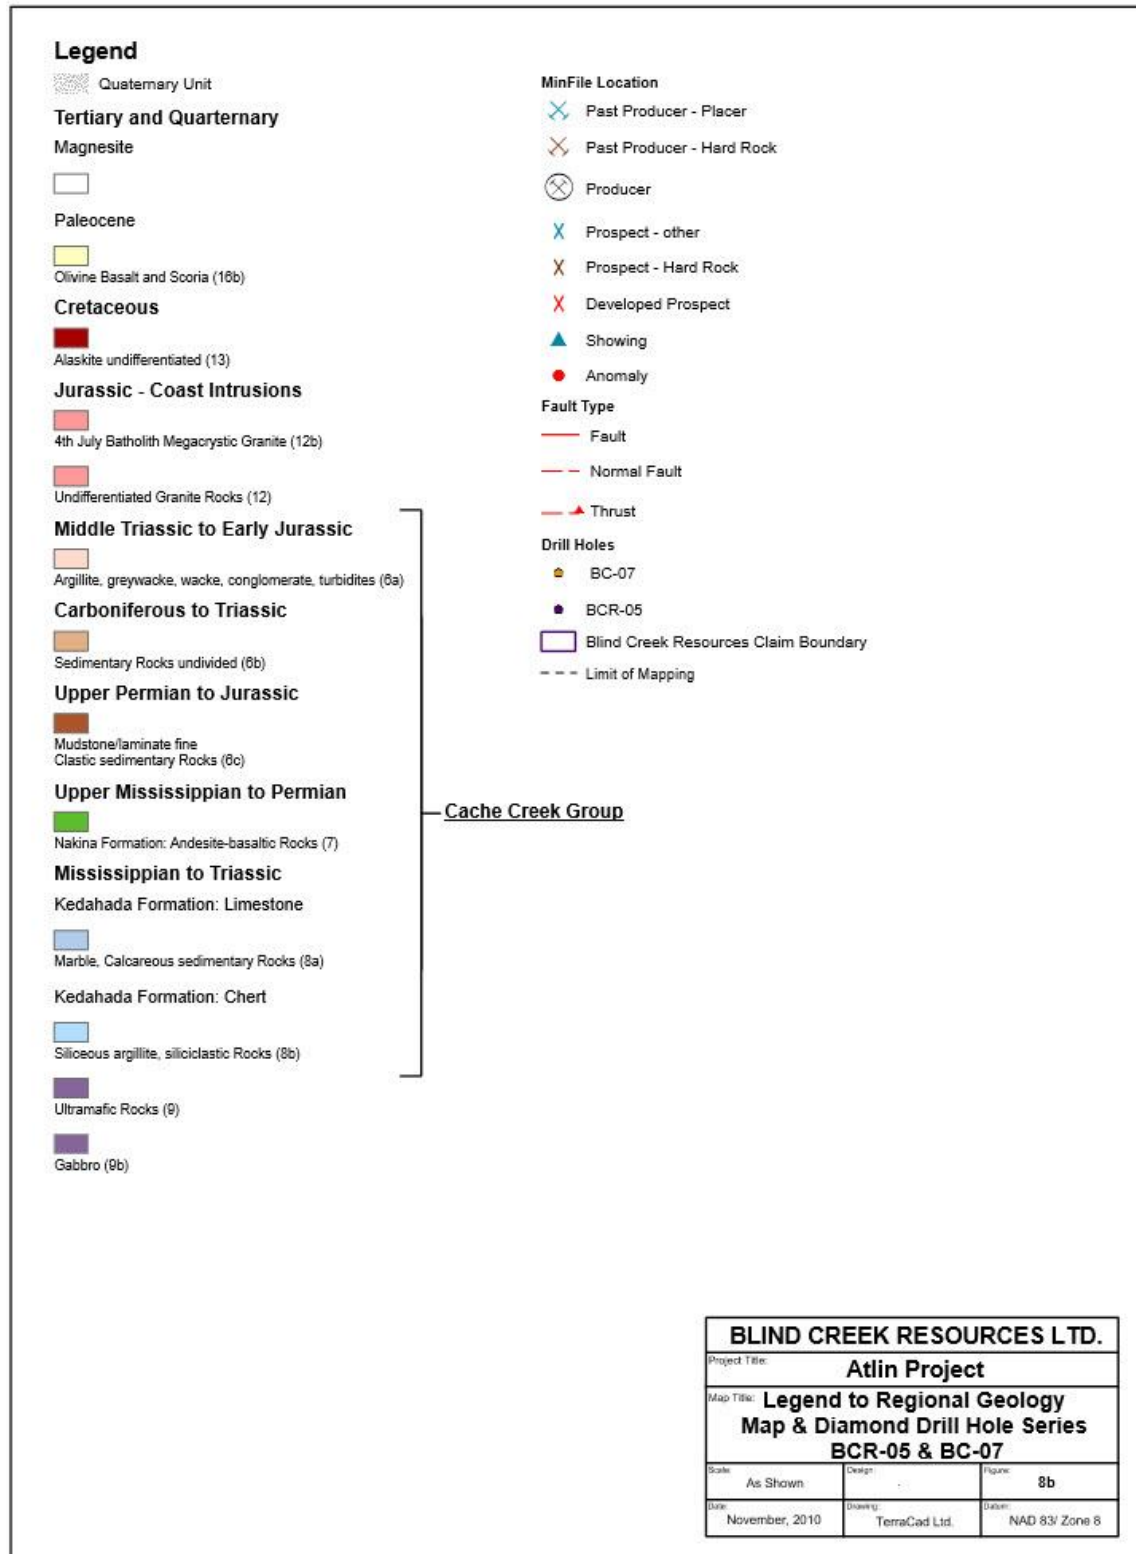 Legend
Quaternary Unit
Tertiary and Quarternary
Magnesite
Paleocene
Olivine Basalt and Scoria (16b)
Cretaceous
Alaskite undifferentiated (13)
Jurassic - Coast Intrusions
4th July Batholith Megacrystic Granite (12b)
Undifferentiated Granite Rocks (12)
Middle Triassic to Early Jurassic
Argillite, greywacke, wacke, conglomerate, turbidites (6a)
Carboniferous to Triassic
Sedimentary Rocks undivided (6b)
Upper Permian to Jurassic
Mudstone/laminate fine
Clastic sedimentary Rocks (6c)
Upper Mississippian to Permian
Nakina Formation: Andesite-basaltic Rocks (7)
Mississippian to Triassic
Kedahada Formation: Limestone
Marble, Calcareous sedimentary Rocks (8a)
Kedahada Formation: Chert
Siliceous argillite, siliciclastic Rocks (8b)
Ultramafic Rocks (9)
Gabbro (9b)
Cache Creek Group
MinFile Location
Past Producer - Placer
Past Producer - Hard Rock
Producer
Prospect - other
Prospect - Hard Rock
Developed Prospect
Showing
Anomaly
Fault Type
Fault
Normal Fault
Thrust
Drill Holes
BC-07
BCR-05
Blind Creek Resources Claim Boundary
Limit of Mapping
BLIND CREEK RESOURCES LTD.
Project Title: Atlin Project
Map Title: Legend to Regional Geology
Map & Diamond Drill Hole Series
BCR-05 & BC-07
Scale: As Shown
Design: .
Figure: 8b
Date: November, 2010
Drawing: TerraCad Ltd.
Datum: NAD 83/ Zone 8